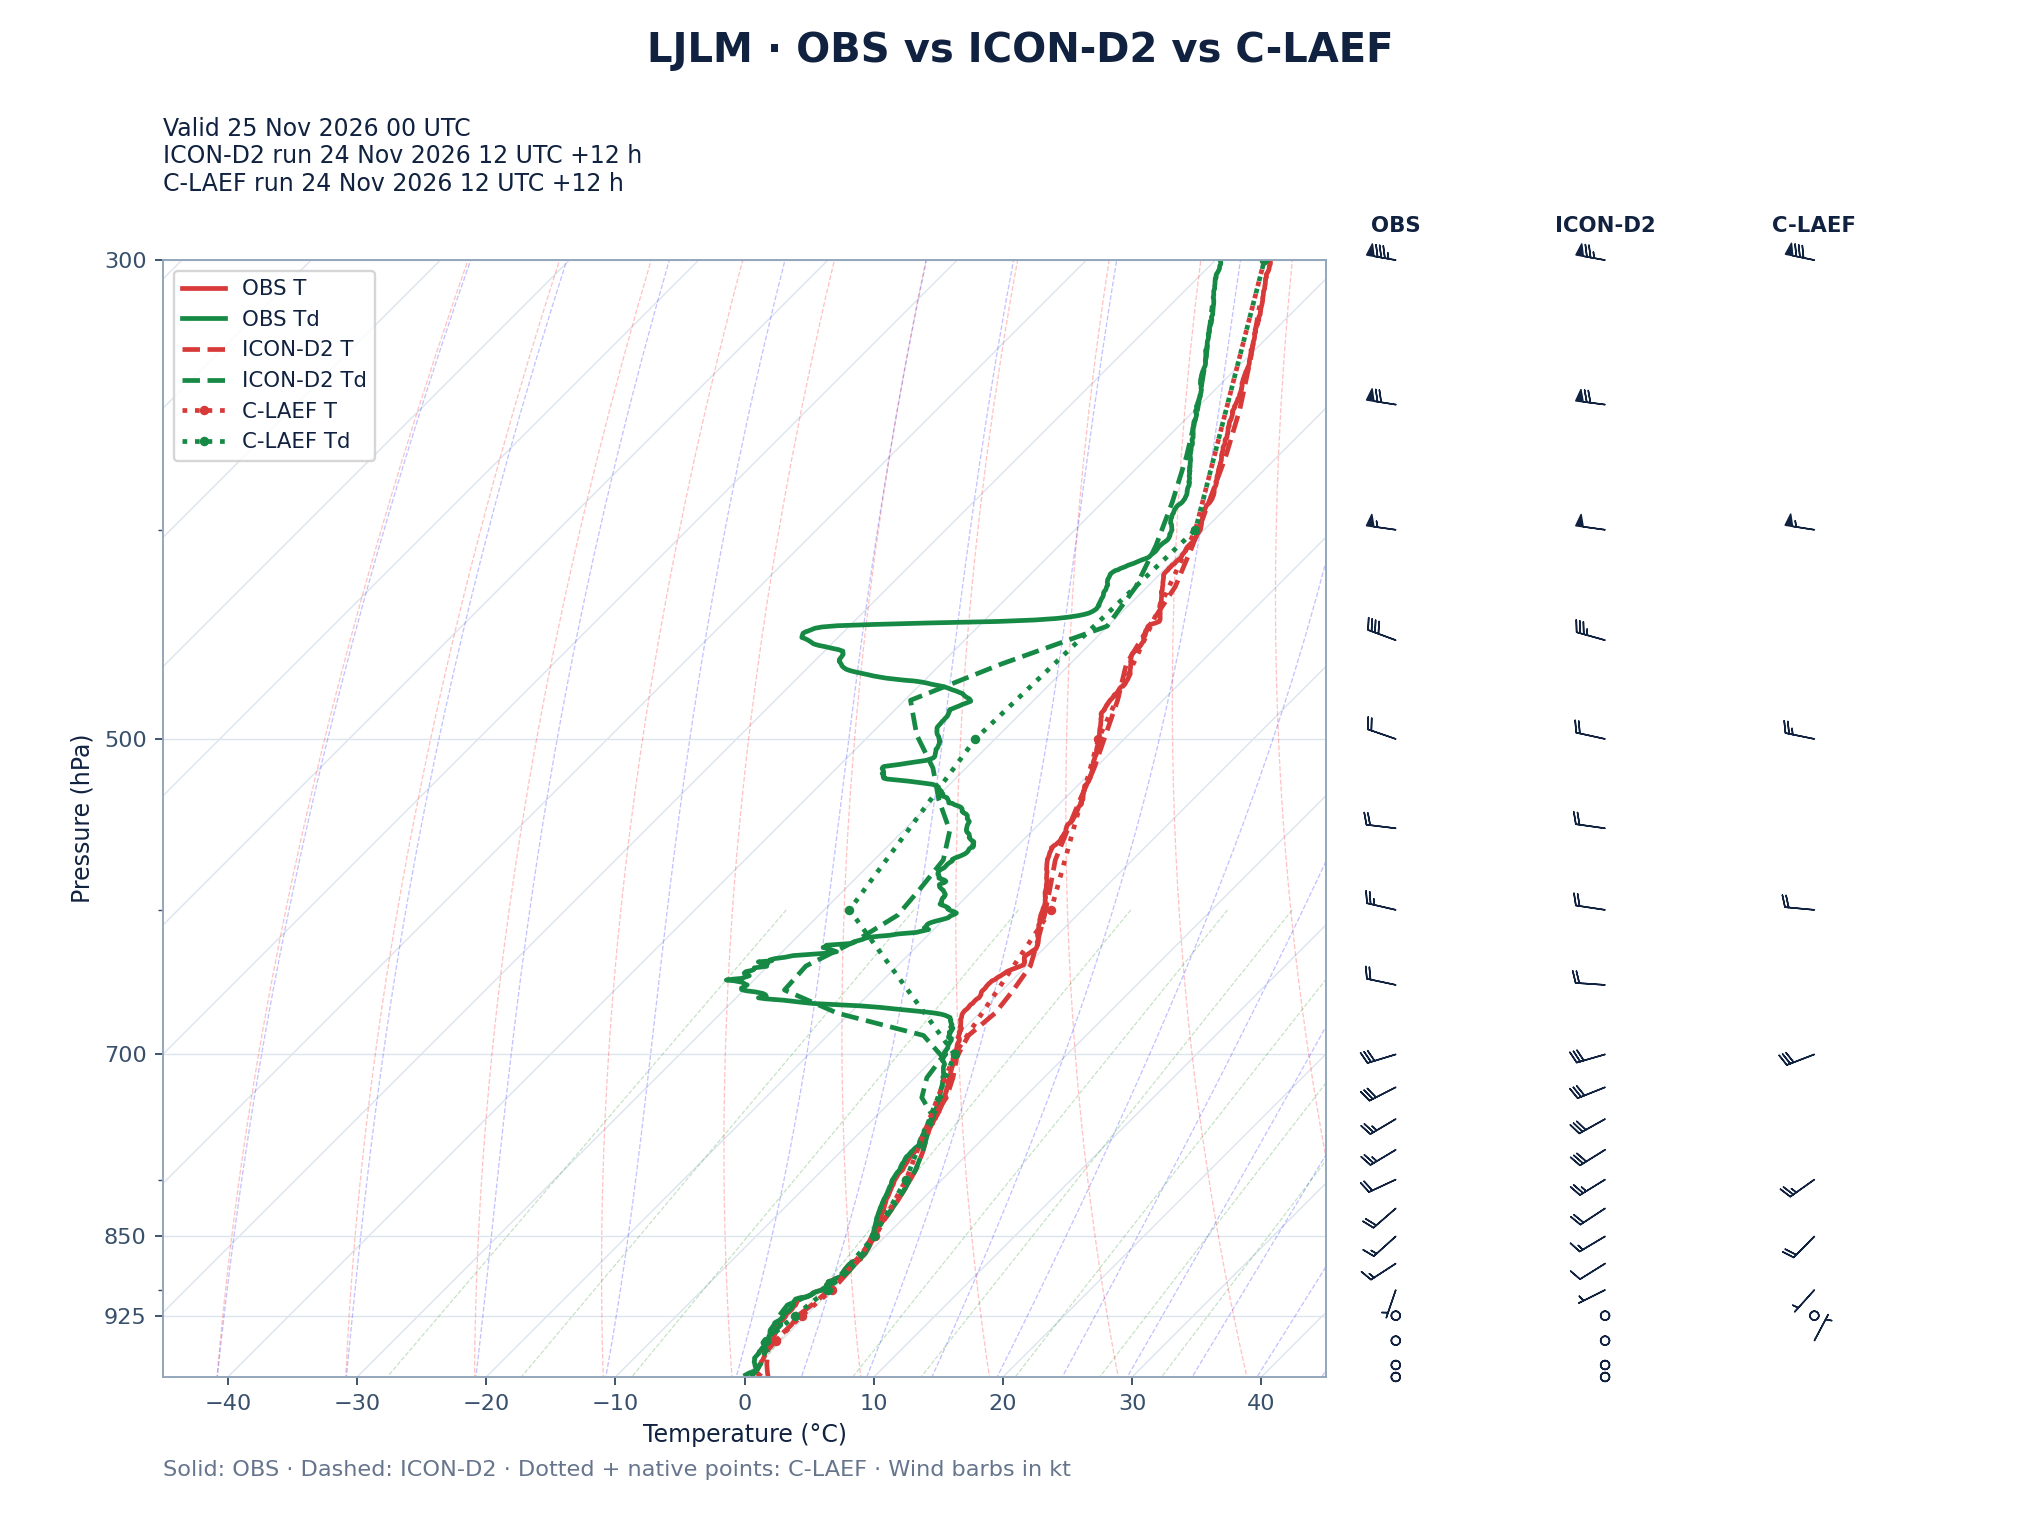 LJLM · OBS vs ICON-D2 vs C-LAEF
Valid 25 Nov 2026 00 UTC
ICON-D2 run 24 Nov 2026 12 UTC +12 h
C-LAEF run 24 Nov 2026 12 UTC +12 h
OBS ICON-D2 C-LAEF
OBS T
OBS Td
ICON-D2 T
ICON-D2 Td
C-LAEF T
C-LAEF Td
Pressure (hPa)
300
500
700
850
925
−40 −30 −20 −10 0 10 20 30 40
Temperature (°C)
Solid: OBS · Dashed: ICON-D2 · Dotted + native points: C-LAEF · Wind barbs in kt